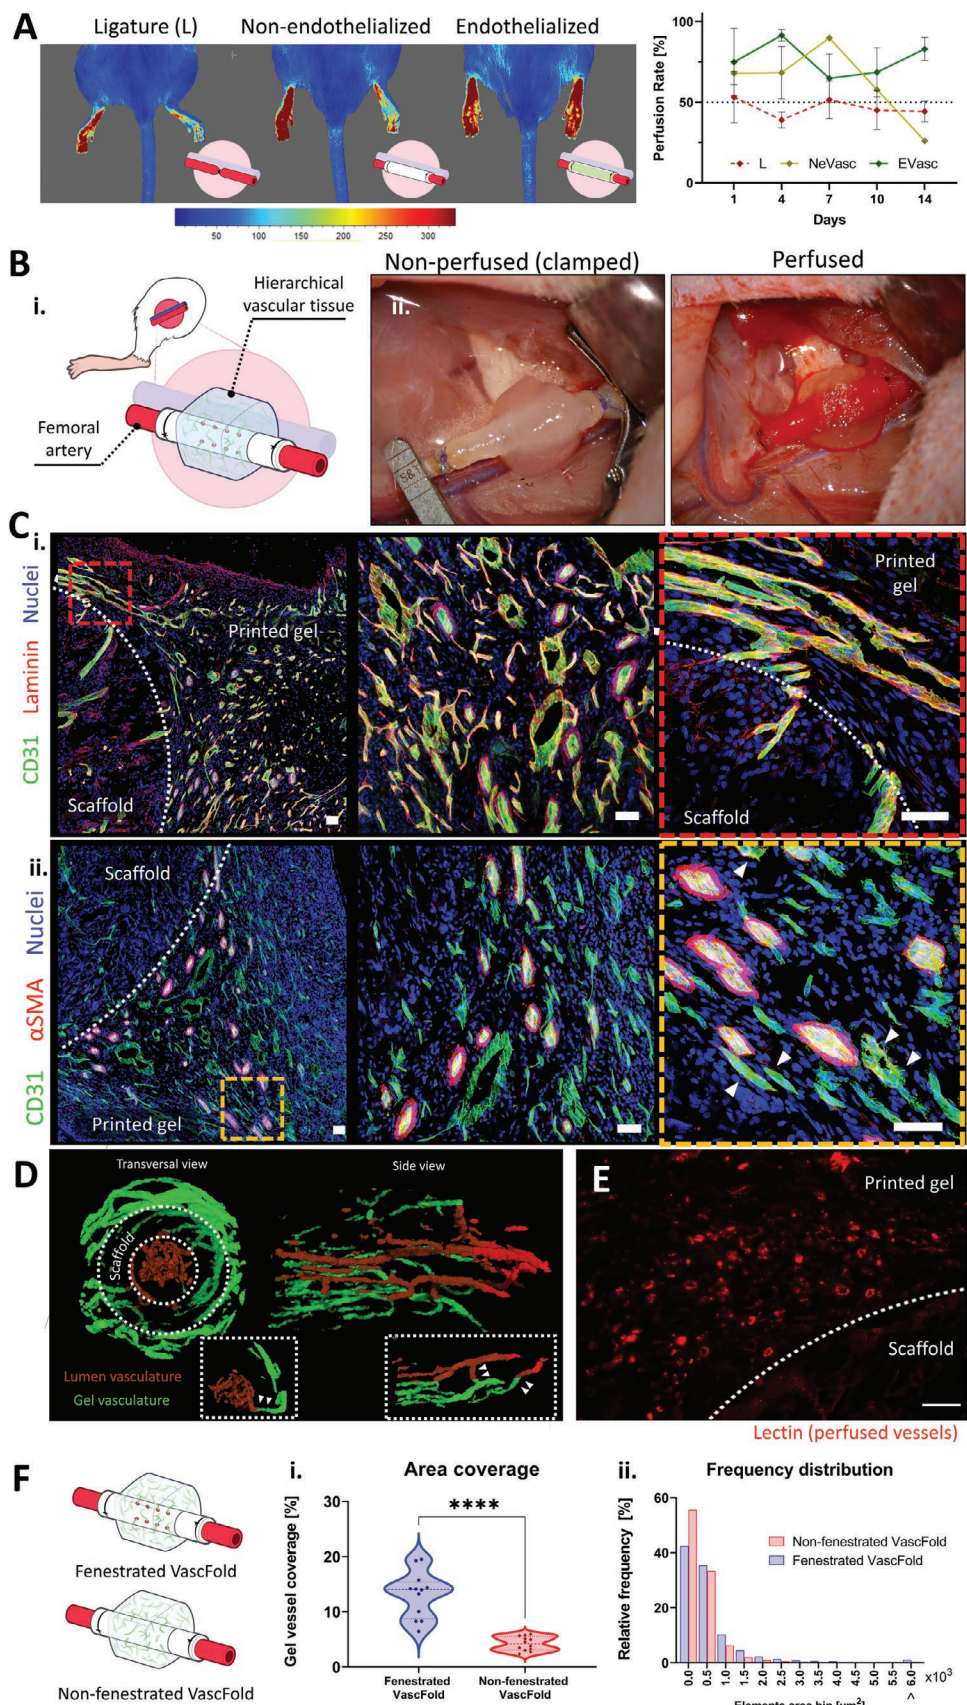 A
Ligature (L)
Non-endothelialized
Endothelialized
50
100
150
200
250
300
Perfusion Rate [%]
100
50
0
L
NeVasc
EVasc
1
4
7
10
14
Days
B
i.
Hierarchical
vascular tissue
Femoral
artery
Non-perfused (clamped)
ii.
S&T
Perfused
C
i.
CD31 Laminin Nuclei
Printed gel
Scaffold
Printed
gel
Scaffold
ii.
CD31 αSMA Nuclei
Scaffold
Printed gel
D
Transversal view
Side view
Scaffold
Lumen vasculature
Gel vasculature
E
Printed gel
Scaffold
Lectin (perfused vessels)
F
Fenestrated VascFold
Non-fenestrated VascFold
i.
Area coverage
Gel vessel coverage [%]
30
20
10
0
****
Fenestrated
VascFold
Non-fenestrated
VascFold
ii.
Frequency distribution
Relative frequency [%]
60
40
20
0
Non-fenestrated VascFold
Fenestrated VascFold
0.0
0.5
1.0
1.5
2.0
2.5
3.0
3.5
4.0
4.5
5.0
5.5
6.0
x10³
^
Elements area bin [µm²]